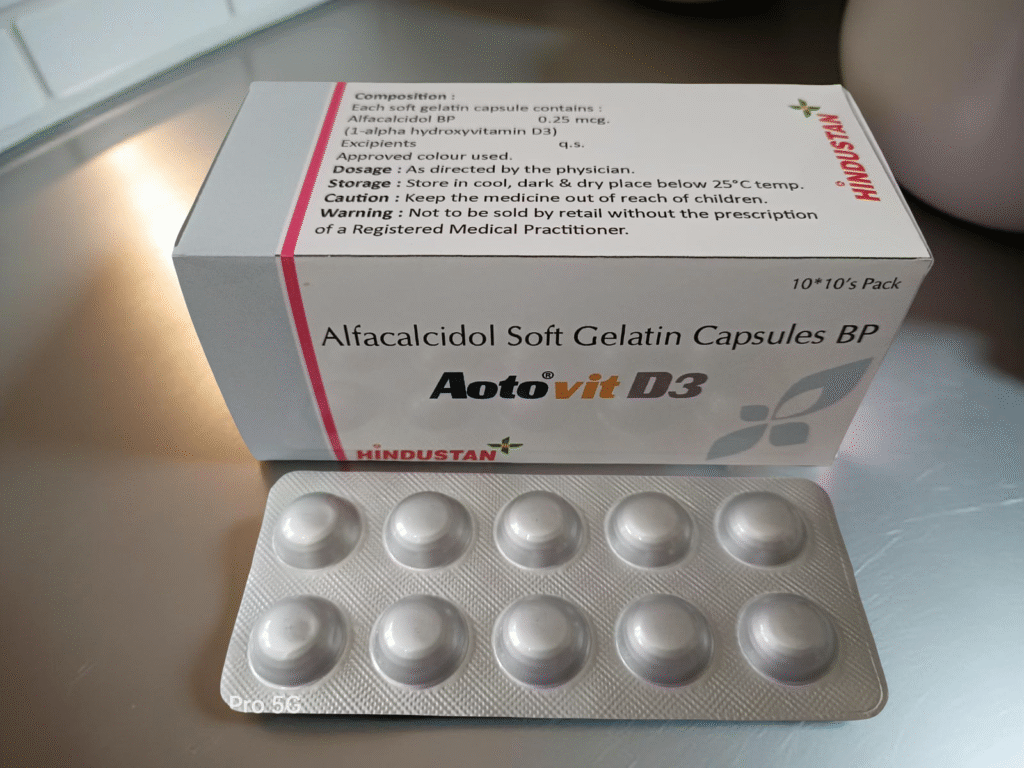 Composition :
Each soft gelatin capsule contains :
Alfacalcidol BP 0.25 mcg.
(1-alpha hydroxyvitamin D3)
Excipients q.s.
Approved colour used.
Dosage : As directed by the physician.
Storage : Store in cool, dark & dry place below 25°C temp.
Caution : Keep the medicine out of reach of children.
Warning : Not to be sold by retail without the prescription
of a Registered Medical Practitioner.
HINDUSTAN
10*10's Pack
Alfacalcidol Soft Gelatin Capsules BP
Aoto®vit D3
HINDUSTAN
Pro 5G